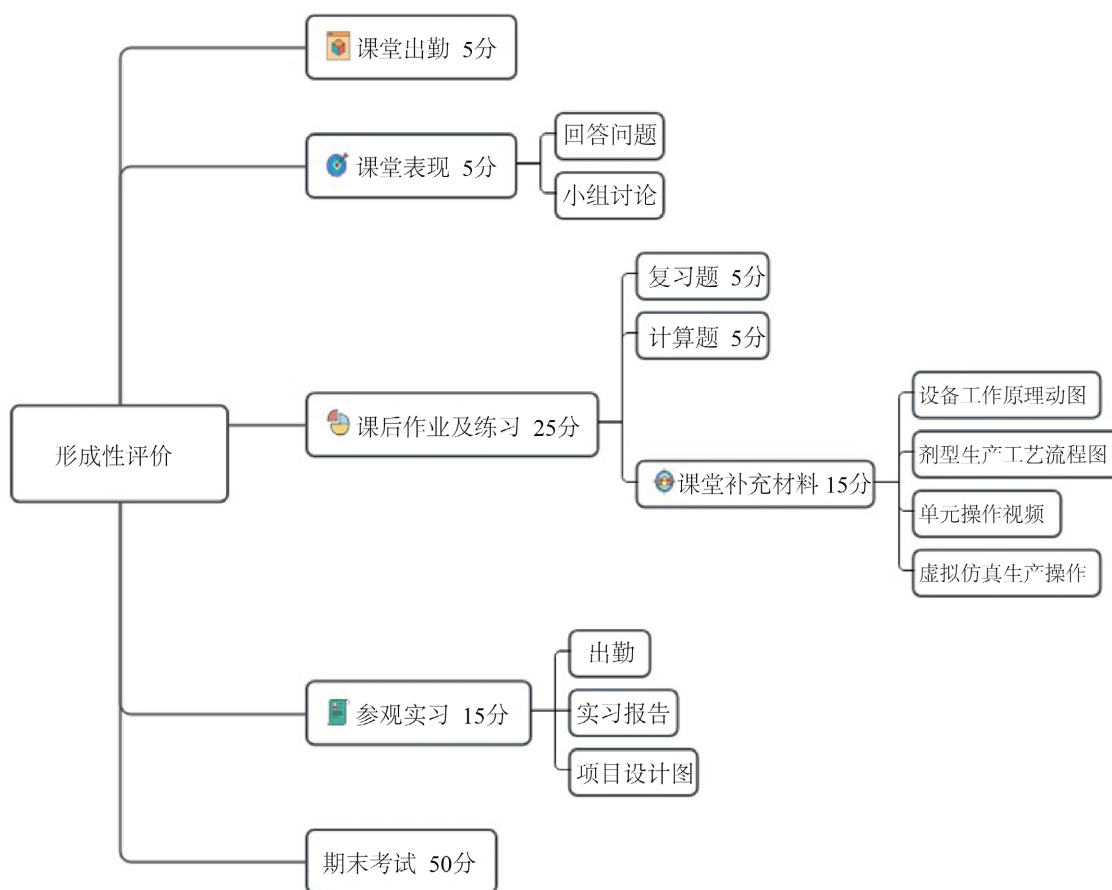 课堂出勤 5分
课堂表现 5分
回答问题
小组讨论
形成性评价
课后作业及练习 25分
复习题 5分
计算题 5分
课堂补充材料 15分
设备工作原理动图
剂型生产工艺流程图
单元操作视频
虚拟仿真生产操作
参观实习 15分
出勤
实习报告
项目设计图
期末考试 50分